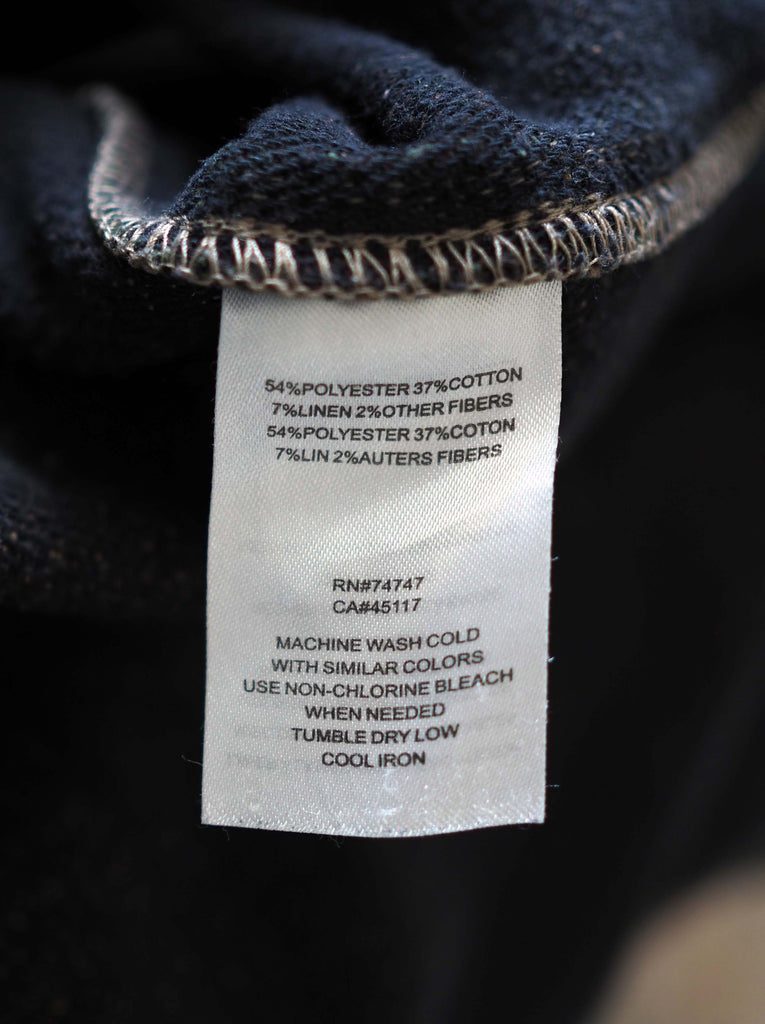 54%POLYESTER 37%COTTON
7%LINEN 2%OTHER FIBERS
54%POLYESTER 37%COTON
7%LIN 2%AUTERS FIBERS
RN#74747
CA#45117
MACHINE WASH COLD
WITH SIMILAR COLORS
USE NON-CHLORINE BLEACH
WHEN NEEDED
TUMBLE DRY LOW
COOL IRON